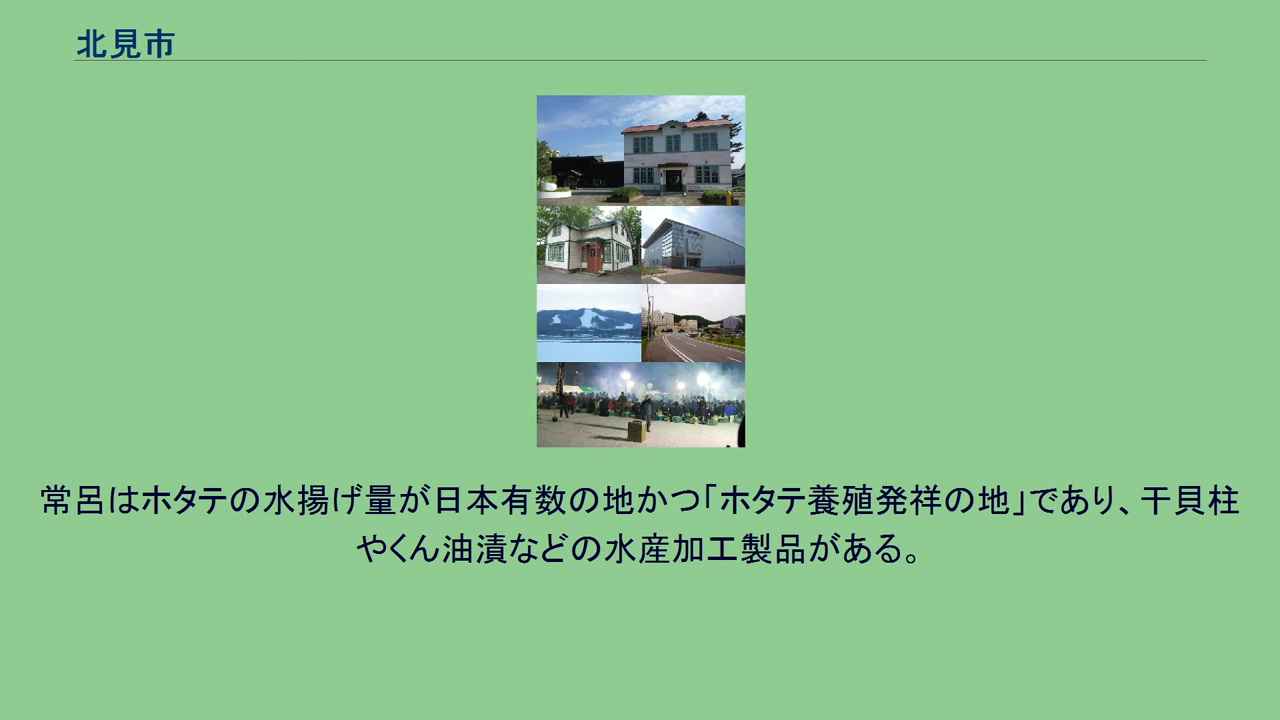 北見市
常呂はホタテの水揚げ量が日本有数の地かつ「ホタテ養殖発祥の地」であり、干貝柱
やくん油漬などの水産加工製品がある。